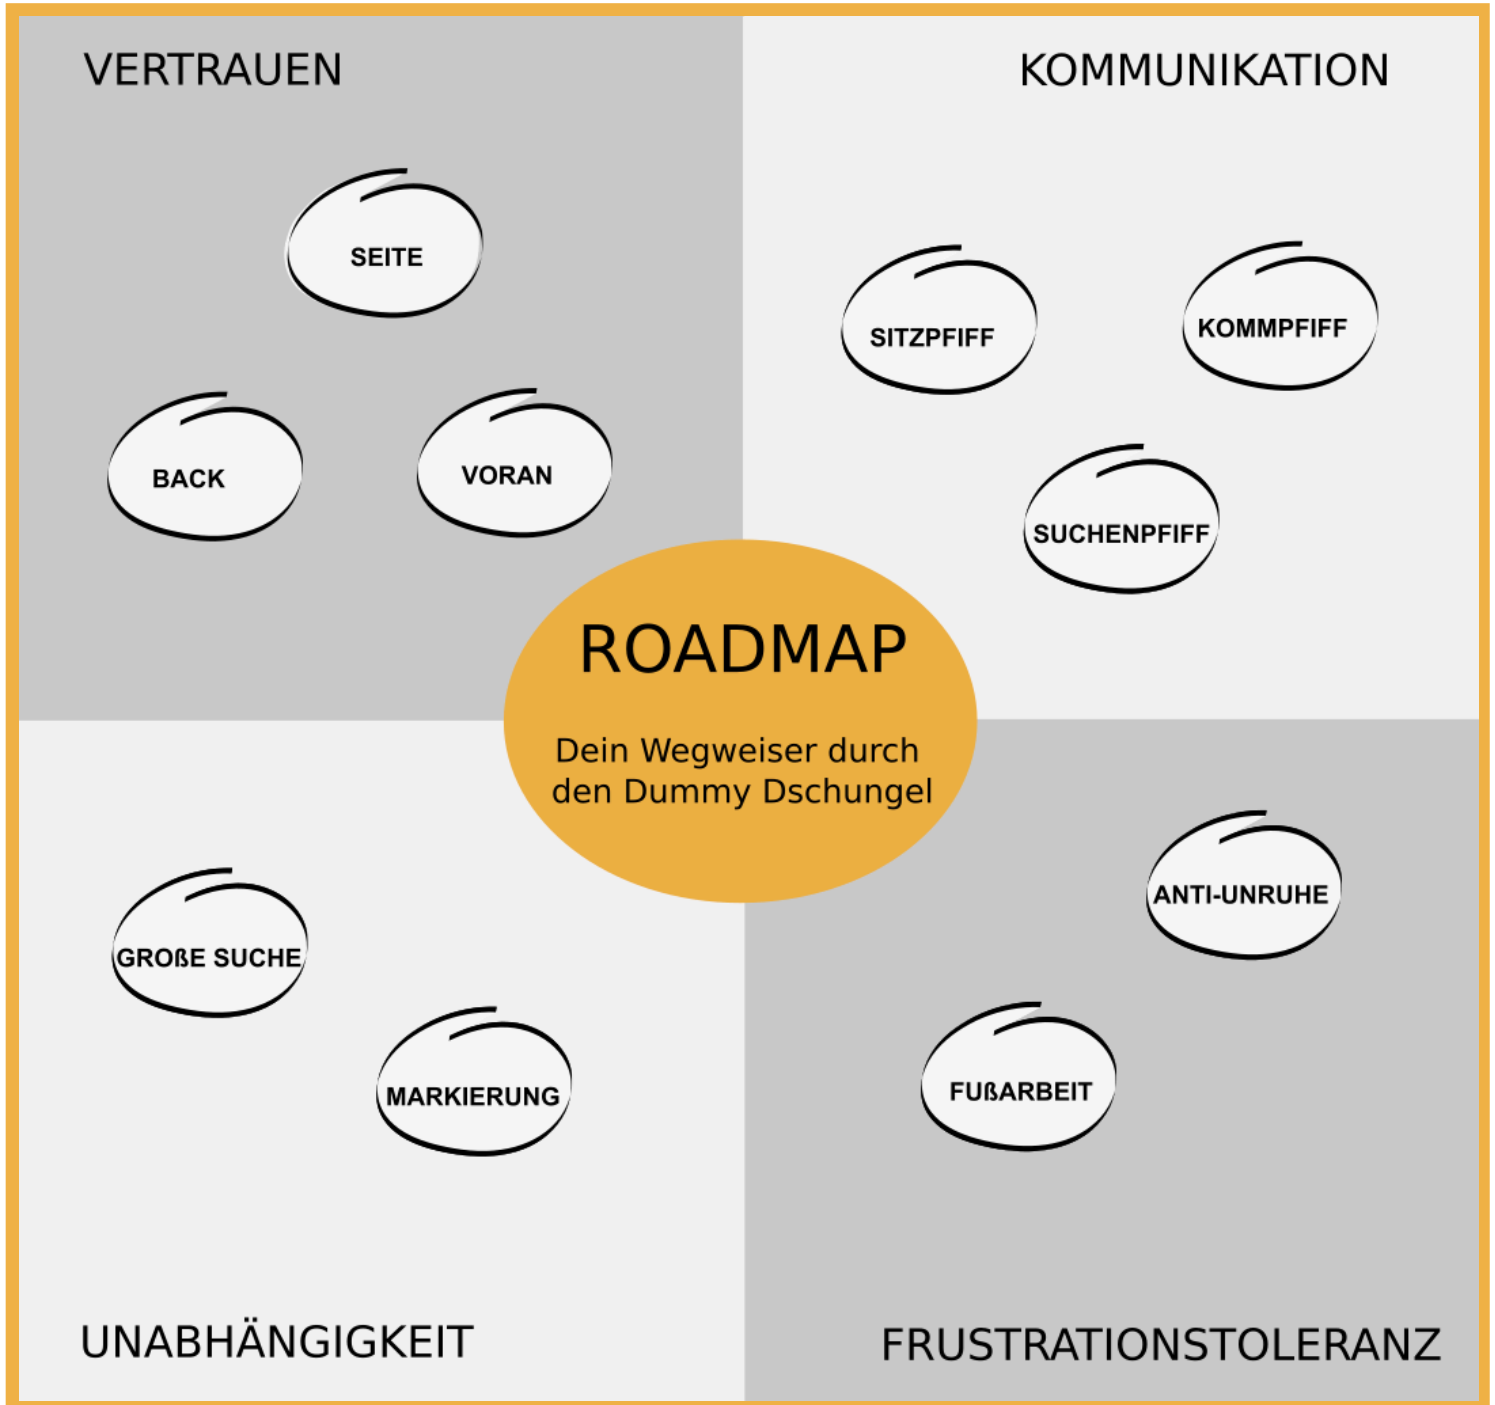 VERTRAUEN
SEITE
BACK
VORAN
KOMMUNIKATION
SITZPFIFF
KOMMPFIFF
SUCHENPFIFF
ROADMAP
Dein Wegweiser durch
den Dummy Dschungel
GROßE SUCHE
MARKIERUNG
UNABHÄNGIGKEIT
ANTI-UNRUHE
FUßARBEIT
FRUSTRATIONSTOLERANZ